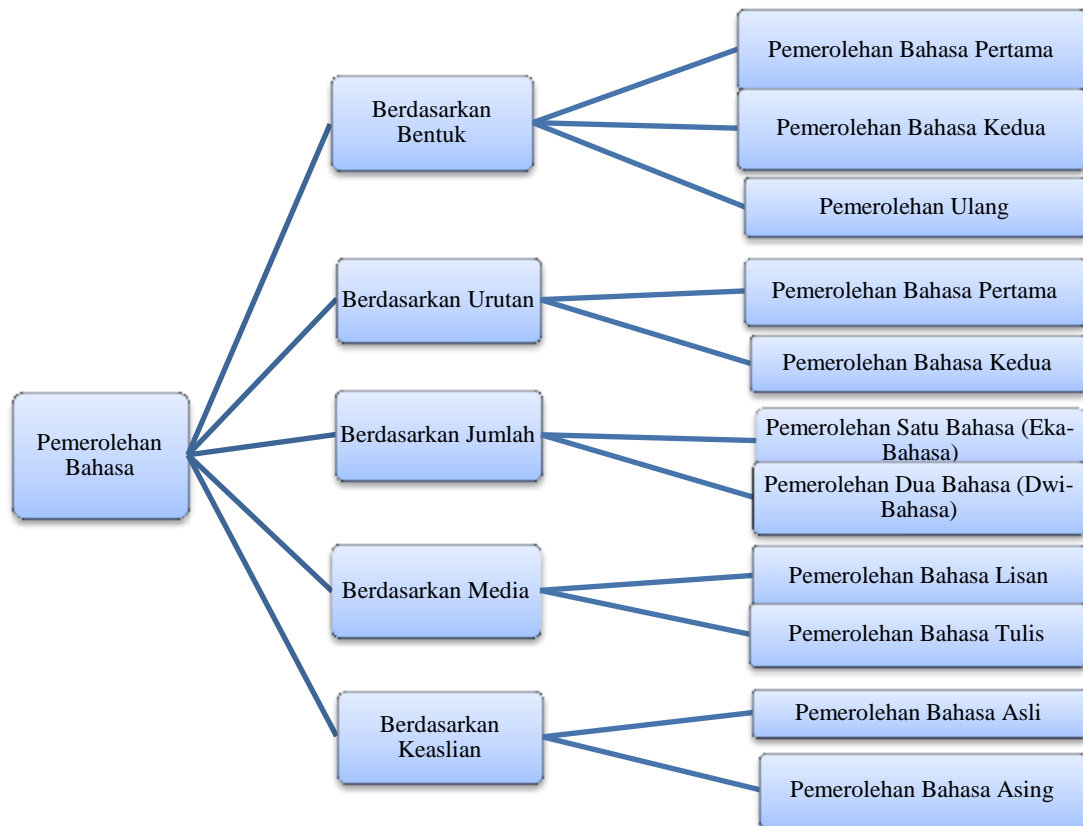 Pemerolehan
Bahasa
Berdasarkan
Bentuk
Pemerolehan Bahasa Pertama
Pemerolehan Bahasa Kedua
Pemerolehan Ulang
Berdasarkan Urutan
Pemerolehan Bahasa Pertama
Pemerolehan Bahasa Kedua
Berdasarkan Jumlah
Pemerolehan Satu Bahasa (Eka-
Bahasa)
Pemerolehan Dua Bahasa (Dwi-
Bahasa)
Berdasarkan Media
Pemerolehan Bahasa Lisan
Pemerolehan Bahasa Tulis
Berdasarkan
Keaslian
Pemerolehan Bahasa Asli
Pemerolehan Bahasa Asing